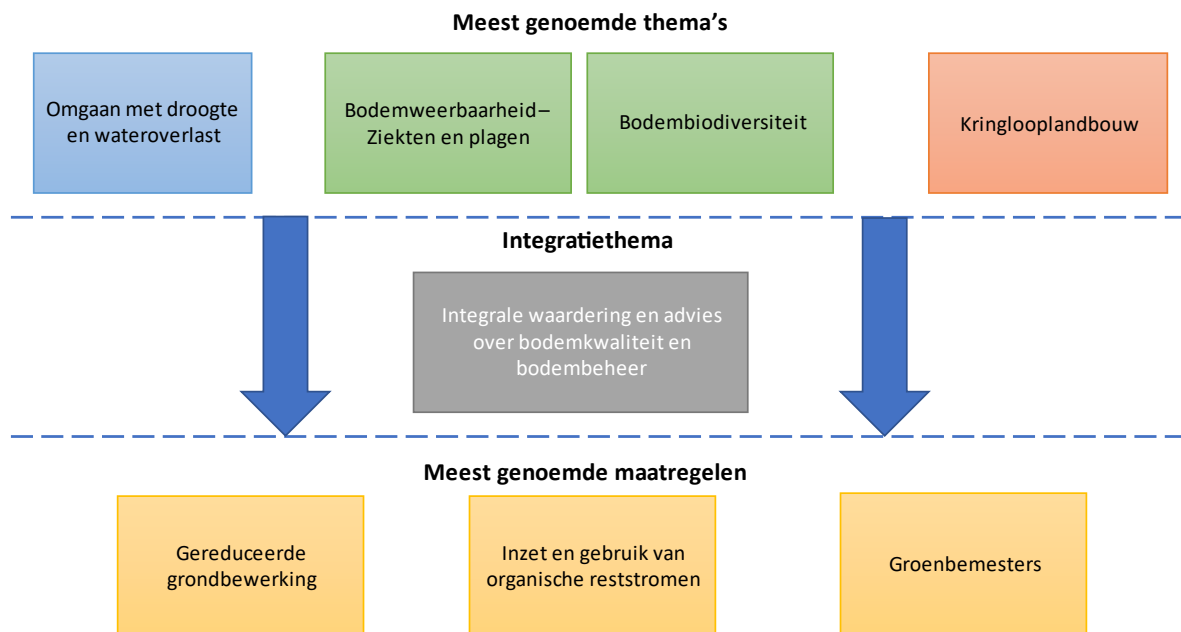 Meest genoemde thema's
Omgaan met droogte
en wateroverlast
Bodemweerbaarheid–
Ziekten en plagen
Bodembiodiversiteit
Kringlooplandbouw
Integratiethema
Integrale waardering en advies
over bodemkwaliteit en
bodembeheer
Meest genoemde maatregelen
Gereduceerde
grondbewerking
Inzet en gebruik van
organische reststromen
Groenbemesters